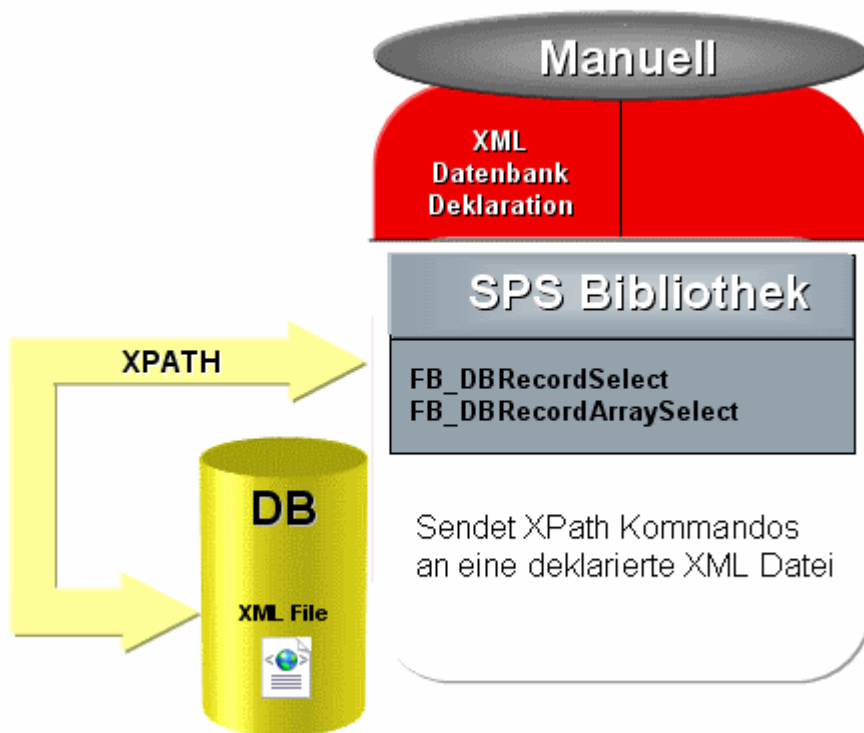 Manuell
XML
Datenbank
Deklaration
SPS Bibliothek
XPATH
FB_DBRecordSelect
FB_DBRecordArraySelect
DB
XML File
Sendet XPath Kommandos
an eine deklarierte XML Datei